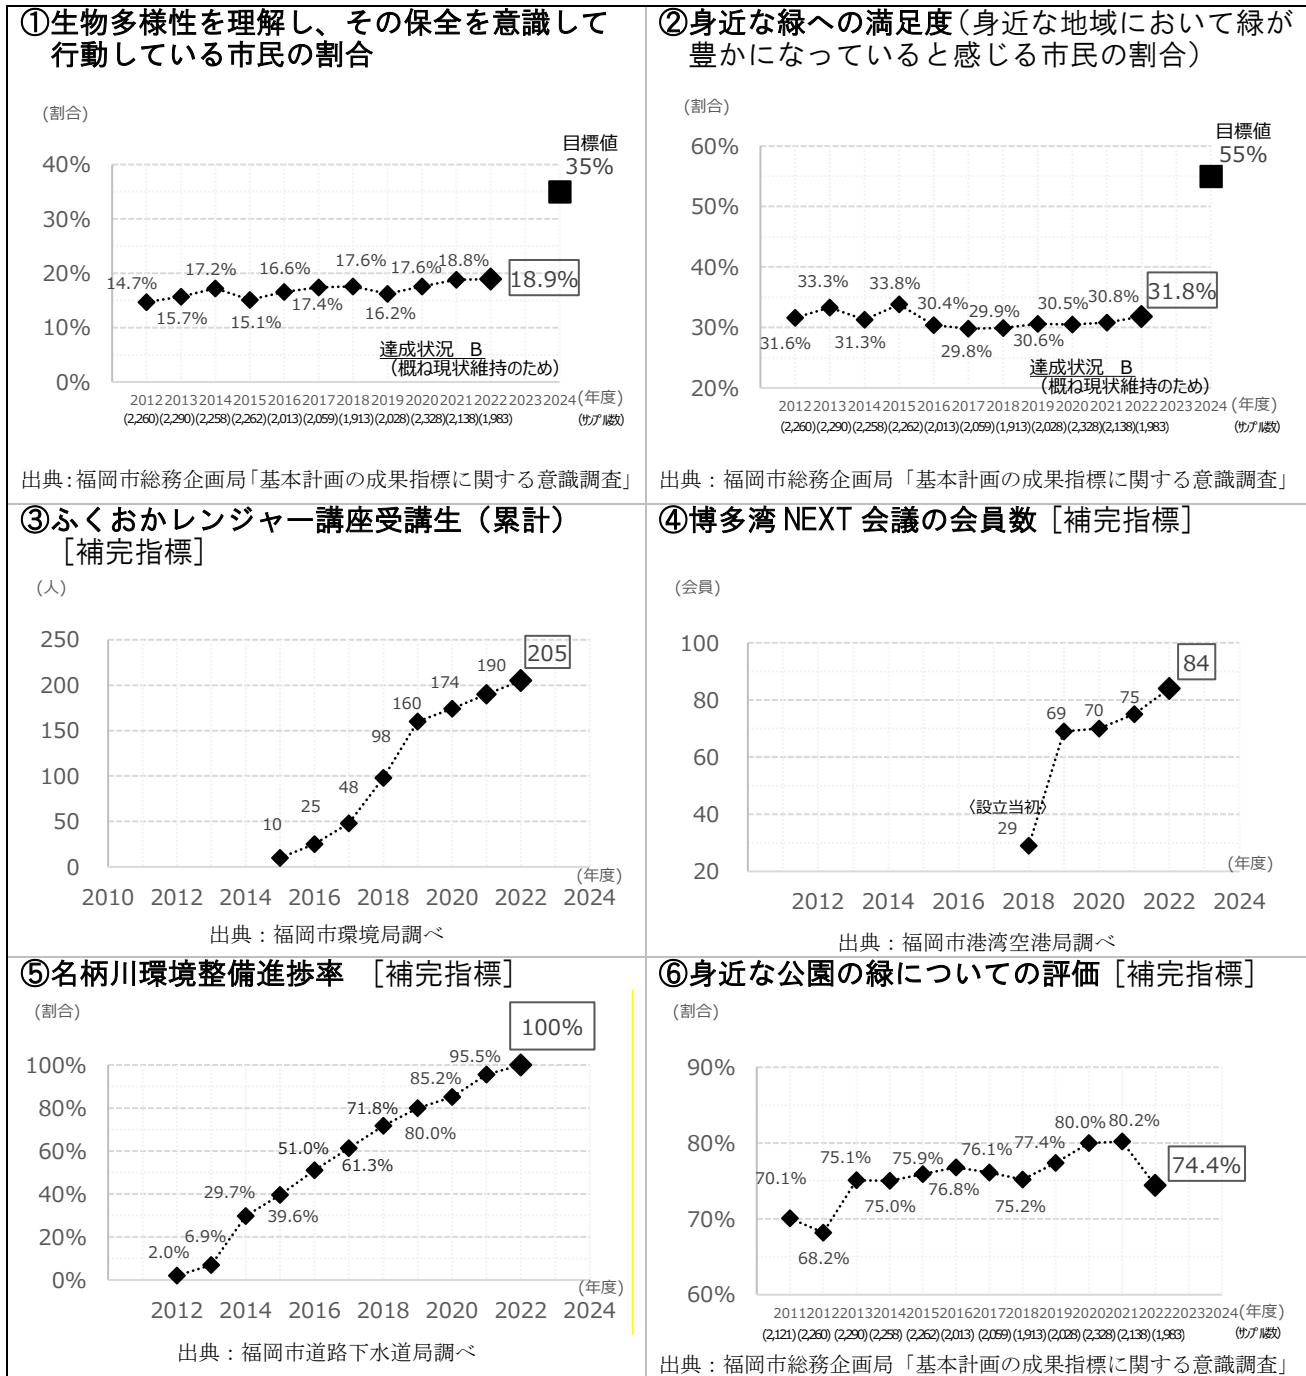 ①生物多様性を理解し、その保全を意識して
行動している市民の割合
(割合)
目標値
35%
40%
30%
20%
10%
0%
14.7%
15.7%
17.2%
15.1%
16.6%
17.4%
17.6%
16.2%
17.6%
18.8%
18.9%
達成状況 B
(概ね現状維持のため)
2012 2013 2014 2015 2016 2017 2018 2019 2020 2021 2022 2023 2024 (年度)
(2,260)(2,290)(2,258)(2,262)(2,013)(2,059)(1,913)(2,028)(2,328)(2,138)(1,983) (サンプル数)
出典:福岡市総務企画局「基本計画の成果指標に関する意識調査」
②身近な緑への満足度(身近な地域において緑が
豊かになっていると感じる市民の割合)
(割合)
目標値
55%
60%
50%
40%
30%
20%
31.6%
33.3%
31.3%
33.8%
30.4%
29.8%
29.9%
30.6%
30.5%
30.8%
31.8%
達成状況 B
(概ね現状維持のため)
2012 2013 2014 2015 2016 2017 2018 2019 2020 2021 2022 2023 2024 (年度)
(2,260)(2,290)(2,258)(2,262)(2,013)(2,059)(1,913)(2,028)(2,328)(2,138)(1,983) (サンプル数)
出典:福岡市総務企画局「基本計画の成果指標に関する意識調査」
③ふくおかレンジャー講座受講生(累計)
[補完指標]
(人)
250
200
150
100
50
0
10
25
48
98
160
174
190
205
(年度)
2010 2012 2014 2016 2018 2020 2022 2024
出典:福岡市環境局調べ
④博多湾 NEXT 会議の会員数[補完指標]
(会員)
100
80
60
40
20
〈設立当初〉
29
69
70
75
84
(年度)
2012 2014 2016 2018 2020 2022 2024
出典:福岡市港湾空港局調べ
⑤名柄川環境整備進捗率 [補完指標]
(割合)
100%
80%
60%
40%
20%
0%
2.0%
6.9%
29.7%
39.6%
51.0%
61.3%
71.8%
80.0%
85.2%
95.5%
100%
(年度)
2012 2014 2016 2018 2020 2022 2024
出典:福岡市道路下水道局調べ
⑥身近な公園の緑についての評価[補完指標]
(割合)
90%
80%
70%
60%
70.1%
68.2%
75.1%
75.0%
75.9%
76.8%
76.1%
75.2%
77.4%
80.0%
80.2%
74.4%
2011 2012 2013 2014 2015 2016 2017 2018 2019 2020 2021 2022 2023 2024 (年度)
(2,121) (2,260) (2,290) (2,258) (2,262) (2,013) (2,059) (1,913) (2,028) (2,328) (2,138) (1,983) (サンプル数)
出典:福岡市総務企画局「基本計画の成果指標に関する意識調査」